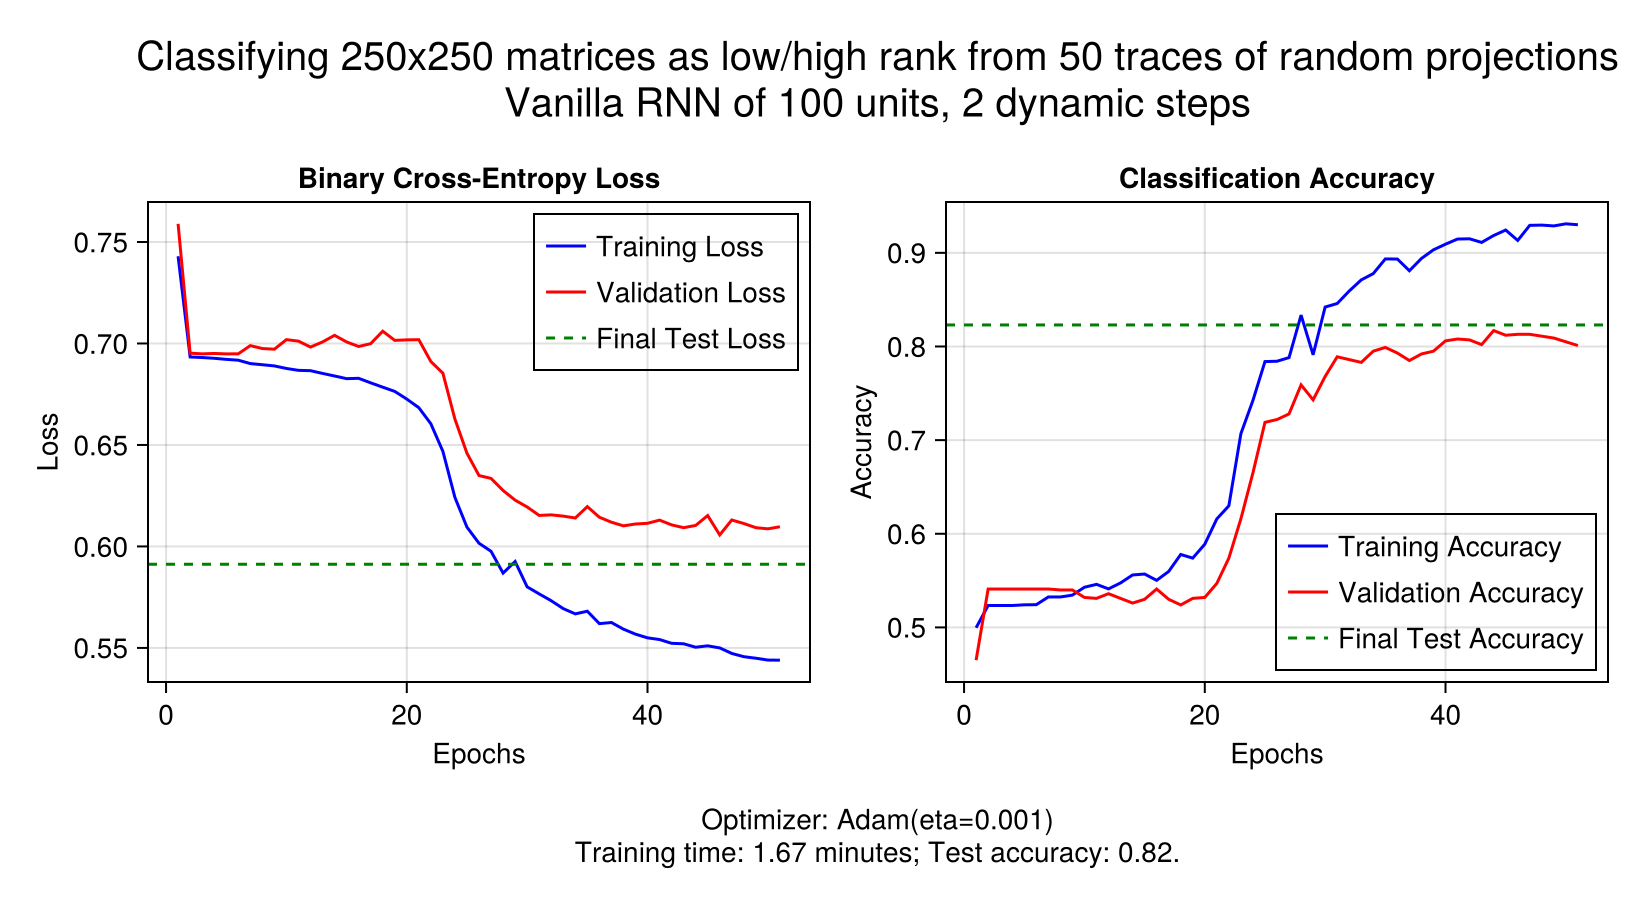 Classifying 250x250 matrices as low/high rank from 50 traces of random projections
Vanilla RNN of 100 units, 2 dynamic steps
Binary Cross-Entropy Loss
0.75
0.70
0.65
0.60
0.55
Loss
Training Loss
Validation Loss
Final Test Loss
0
20
40
Epochs
Classification Accuracy
0.9
0.8
0.7
0.6
0.5
Accuracy
Training Accuracy
Validation Accuracy
Final Test Accuracy
0
20
40
Epochs
Optimizer: Adam(eta=0.001)
Training time: 1.67 minutes; Test accuracy: 0.82.